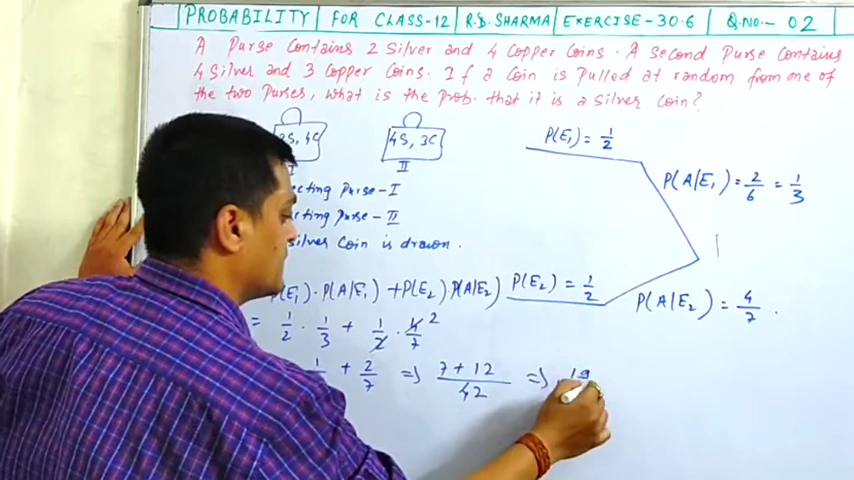 PROBABILITY FOR CLASS-12 R.D. SHARMA EXERCISE-30.6 Q.NO.- 02
A Purse Contains 2 Silver and 4 Copper Coins. A second Purse Contains
4 Silver and 3 Copper Coins. If a Coin is Pulled at random from one of
the two Purses, what is the Prob. that it is a Silver Coin?
2S, 4C 4S, 3C
I II
P(E₁) = 1/2
P(A|E₁) = 2/6 = 1/3
Purse-I
Purse-II
silver Coin is drawn.
P(E₁)·P(A|E₁) + P(E₂) P(A|E₂)
P(E₂) = 1/2
P(A|E₂) = 4/7.
= 1/2 · 1/3 + 1/2 · 4/7 2
+ 2/7 => 7+12/42 => 19